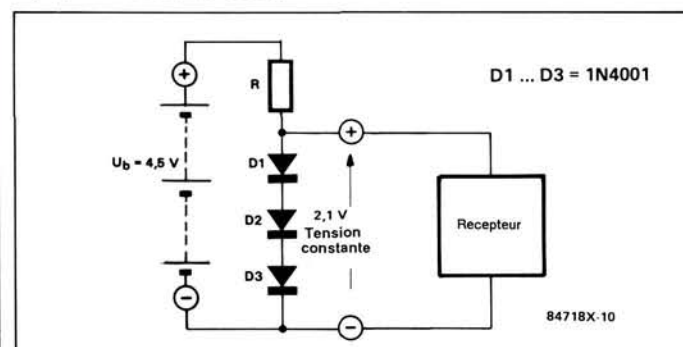 D1 ... D3 = 1N4001
+
R
+
U_b = 4,5 V
D1
D2
2,1 V
Tension
constante
Recepteur
D3
−
−
84718X-10